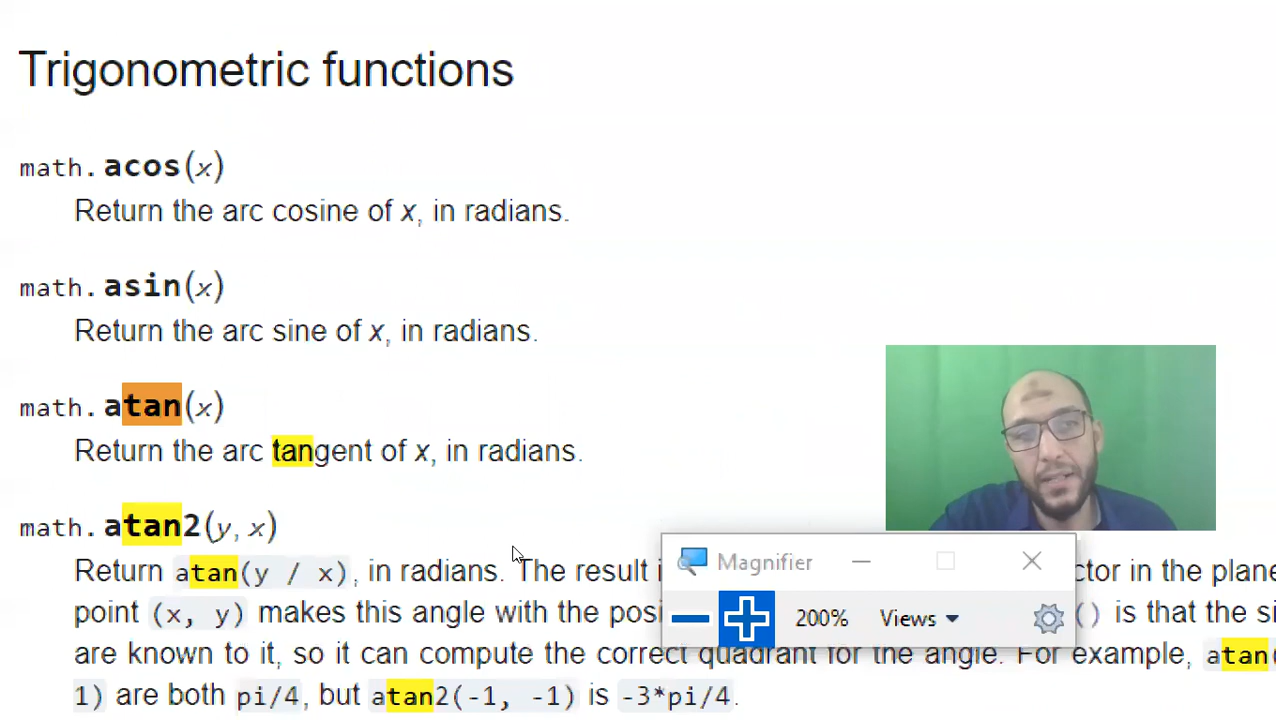 Trigonometric functions
math.acos(x)
Return the arc cosine of x, in radians.
math.asin(x)
Return the arc sine of x, in radians.
math.atan(x)
Return the arc tangent of x, in radians.
math.atan2(y, x)
Return atan(y / x), in radians. The result i
Magnifier
ctor in the plane
point (x, y) makes this angle with the posi
200%
Views
() is that the si
are known to it, so it can compute the correct quadrant for the angle. For example, atan
1) are both pi/4, but atan2(-1, -1) is -3*pi/4.